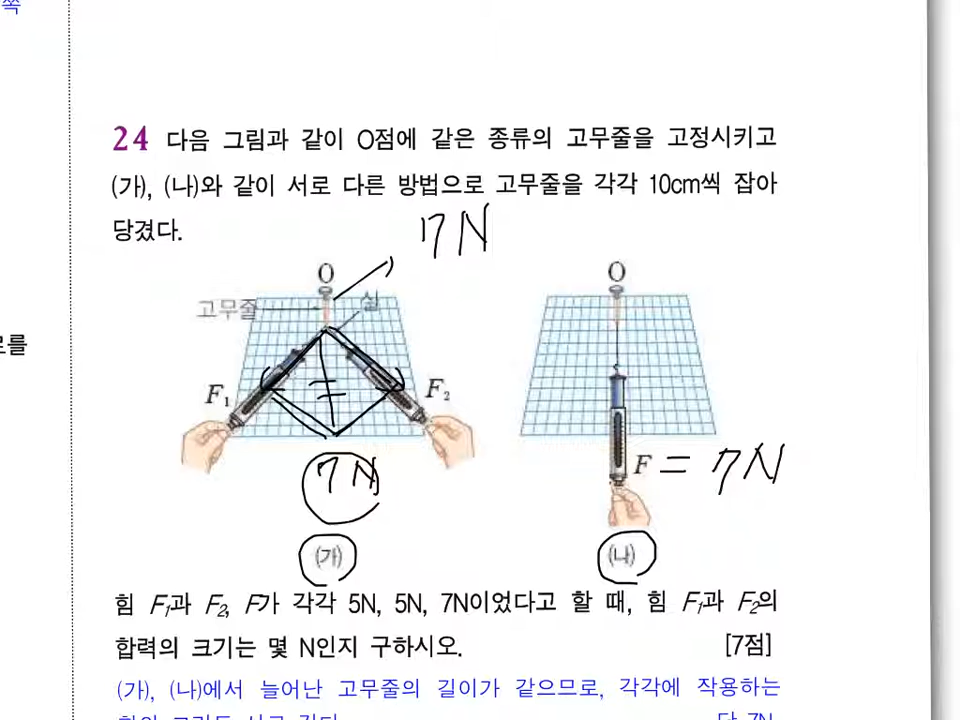 쪽
24 다음 그림과 같이 O점에 같은 종류의 고무줄을 고정시키고
(가), (나)와 같이 서로 다른 방법으로 고무줄을 각각 10cm씩 잡아
당겼다.
7N
O
고무줄
실
F₁
F₂
7N
(가)
O
F = 7N
(나)
로를
힘 F₁과 F₂, F가 각각 5N, 5N, 7N이었다고 할 때, 힘 F₁과 F₂의
합력의 크기는 몇 N인지 구하시오. [7점]
(가), (나)에서 늘어난 고무줄의 길이가 같으므로, 각각에 작용하는